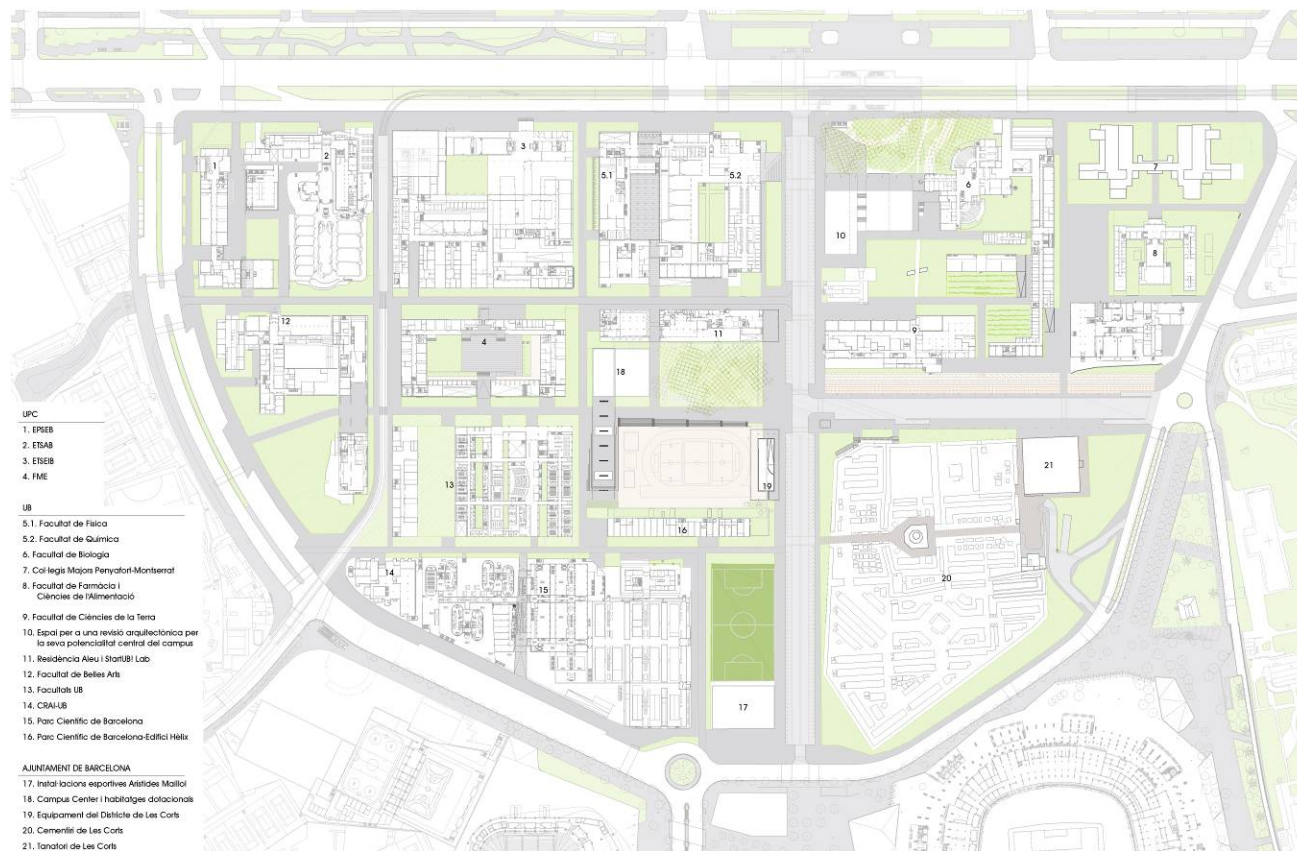 1
2
3
5.1
5.2
6
7
10
8
12
4
11
9
18
21
13
19
16
14
15
20
17
UPC
1. EPSEB
2. ETSAB
3. ETSEIB
4. FME
UB
5.1. Facultat de Física
5.2. Facultat de Química
6. Facultat de Biologia
7. Col·legis Majors Penyafort-Montserrat
8. Facultat de Farmàcia i
Ciències de l'Alimentació
9. Facultat de Ciències de la Terra
10. Espai per a una revisió arquitectònica per
la seva potencialitat central del campus
11. Residència Aleu i StartUB! Lab
12. Facultat de Belles Arts
13. Facultats UB
14. CRAI-UB
15. Parc Científic de Barcelona
16. Parc Científic de Barcelona-Edifici Hèlix
AJUNTAMENT DE BARCELONA
17. Instal·lacions esportives Arístides Maillol
18. Campus Center i habitatges dotacionals
19. Equipament del Districte de Les Corts
20. Cementiri de Les Corts
21. Tanatori de Les Corts